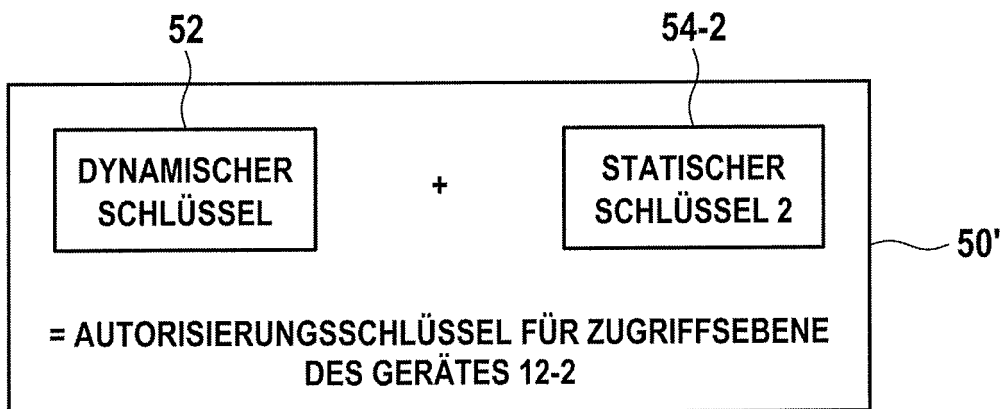 52
54-2
DYNAMISCHER
SCHLÜSSEL
+
STATISCHER
SCHLÜSSEL 2
50'
= AUTORISIERUNGSSCHLÜSSEL FÜR ZUGRIFFSEBENE
DES GERÄTES 12-2